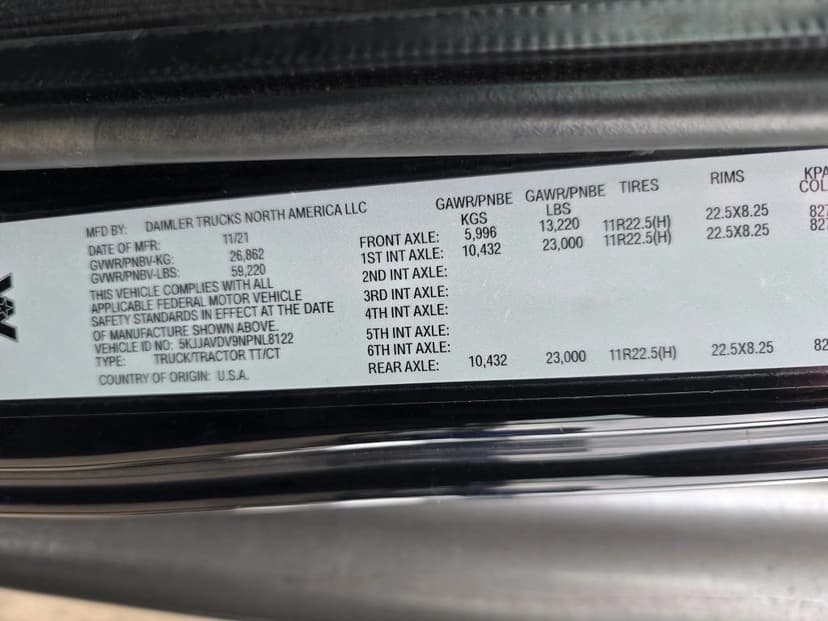 MFD BY: DAIMLER TRUCKS NORTH AMERICA LLC
DATE OF MFR: 11/21
GVWR/PNBV-KG: 26,862
GVWR/PNBV-LBS: 59,220
THIS VEHICLE COMPLIES WITH ALL
APPLICABLE FEDERAL MOTOR VEHICLE
SAFETY STANDARDS IN EFFECT AT THE DATE
OF MANUFACTURE SHOWN ABOVE.
VEHICLE ID NO: 5KJJAVDV9NPNL8122
TYPE: TRUCK/TRACTOR TT/CT
COUNTRY OF ORIGIN: U.S.A.
GAWR/PNBE GAWR/PNBE TIRES RIMS KPA
KGS LBS COL
FRONT AXLE: 5,996 13,220 11R22.5(H) 22.5X8.25 827
1ST INT AXLE: 10,432 23,000 11R22.5(H) 22.5X8.25 827
2ND INT AXLE:
3RD INT AXLE:
4TH INT AXLE:
5TH INT AXLE:
6TH INT AXLE:
REAR AXLE: 10,432 23,000 11R22.5(H) 22.5X8.25 82